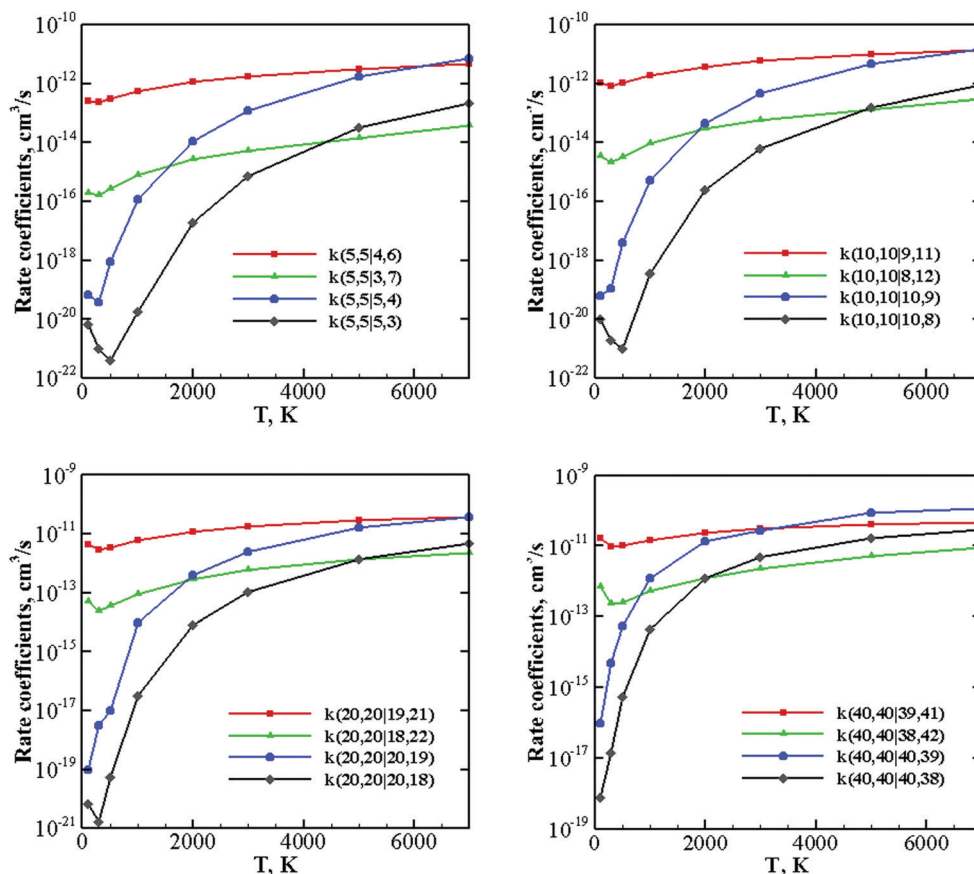 10⁻¹⁰
10⁻¹²
10⁻¹⁴
10⁻¹⁶
10⁻¹⁸
10⁻²⁰
10⁻²²
Rate coefficients, cm³/s
k(5,5|4,6)
k(5,5|3,7)
k(5,5|5,4)
k(5,5|5,3)
0 2000 4000 6000
T, K
10⁻¹⁰
10⁻¹²
10⁻¹⁴
10⁻¹⁶
10⁻¹⁸
10⁻²⁰
10⁻²²
Rate coefficients, cm³/s
k(10,10|9,11)
k(10,10|8,12)
k(10,10|10,9)
k(10,10|10,8)
0 2000 4000 6000
T, K
10⁻⁹
10⁻¹¹
10⁻¹³
10⁻¹⁵
10⁻¹⁷
10⁻¹⁹
10⁻²¹
Rate coefficients, cm³/s
k(20,20|19,21)
k(20,20|18,22)
k(20,20|20,19)
k(20,20|20,18)
0 2000 4000 6000
T, K
10⁻⁹
10⁻¹¹
10⁻¹³
10⁻¹⁵
10⁻¹⁷
10⁻¹⁹
Rate coefficients, cm³/s
k(40,40|39,41)
k(40,40|38,42)
k(40,40|40,39)
k(40,40|40,38)
0 2000 4000 6000
T, K